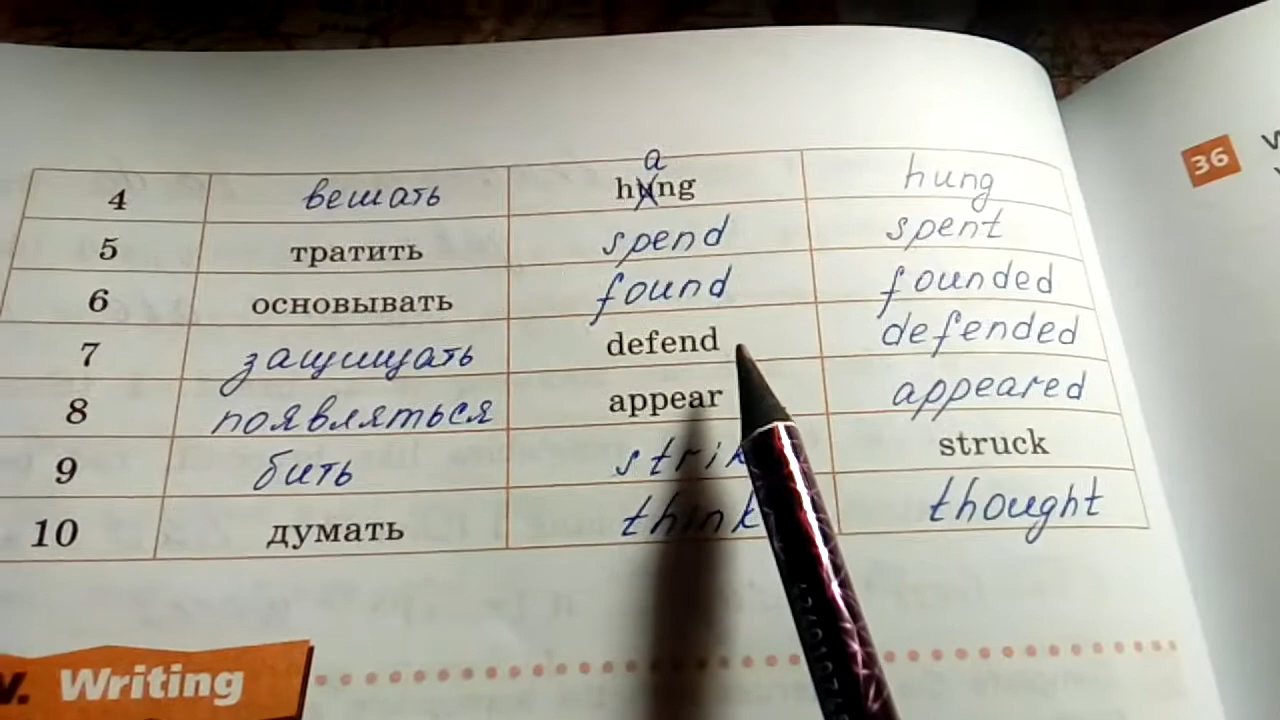 36
a
4 вешать hung hung
5 тратить spend spent
6 основывать found founded
7 защищать defend defended
8 появляться appear appeared
9 бить struck
10 думать think thought
Writing